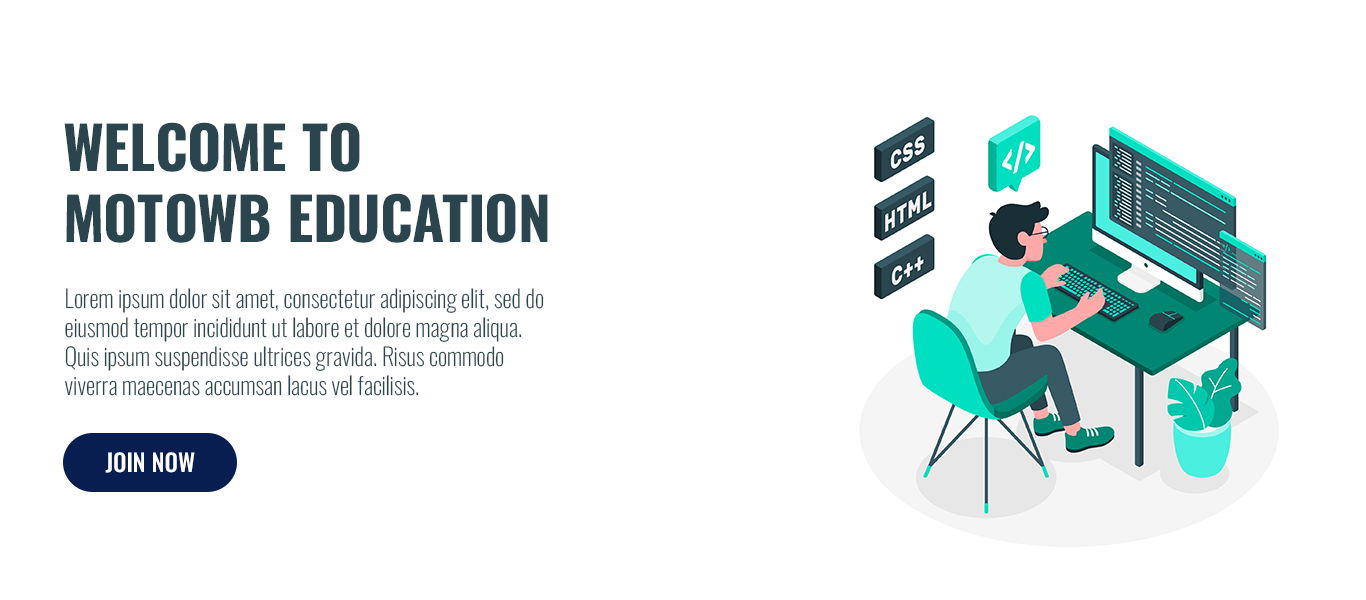 WELCOME TO
MOTOWB EDUCATION
Lorem ipsum dolor sit amet, consectetur adipiscing elit, sed do
eiusmod tempor incididunt ut labore et dolore magna aliqua.
Quis ipsum suspendisse ultrices gravida. Risus commodo
viverra maecenas accumsan lacus vel facilisis.
JOIN NOW
CSS
</>
HTML
C++